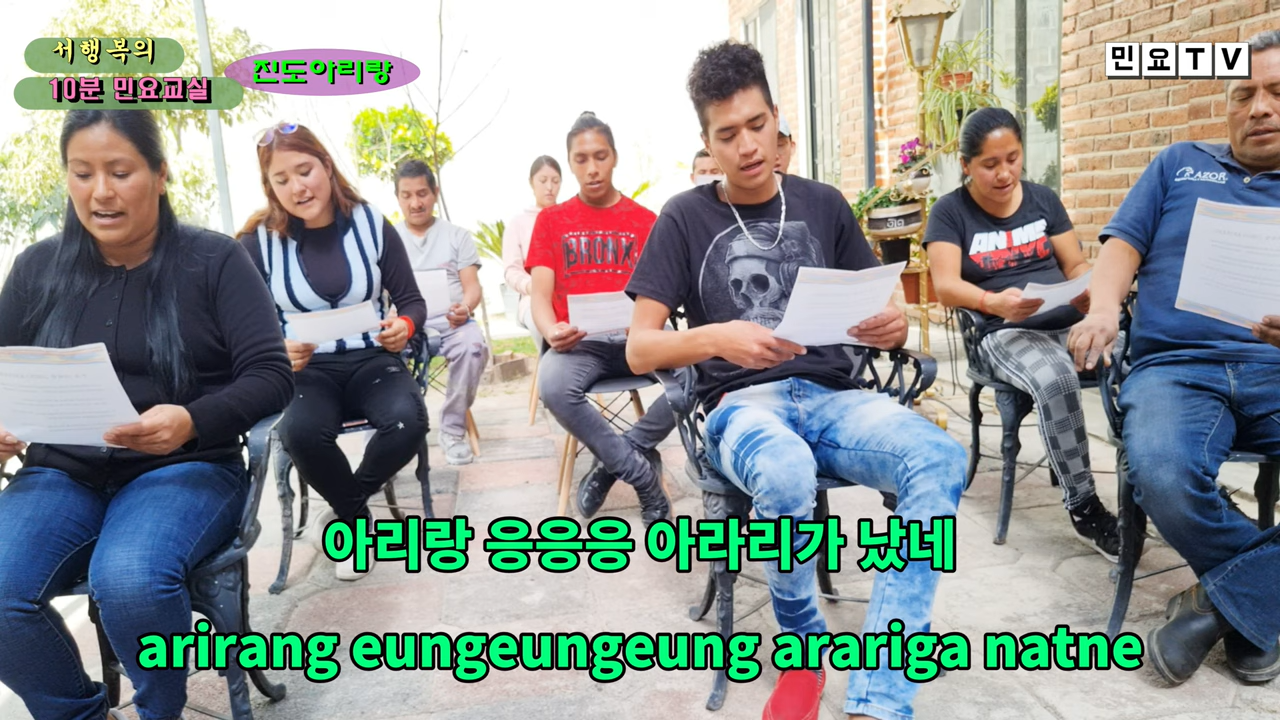 서행복의
10분 민요교실
진도아리랑
민요TV
BRONX
ANIME
AZOR
아리랑 응응응 아라리가 났네
arirang eungeungeung arariga natne